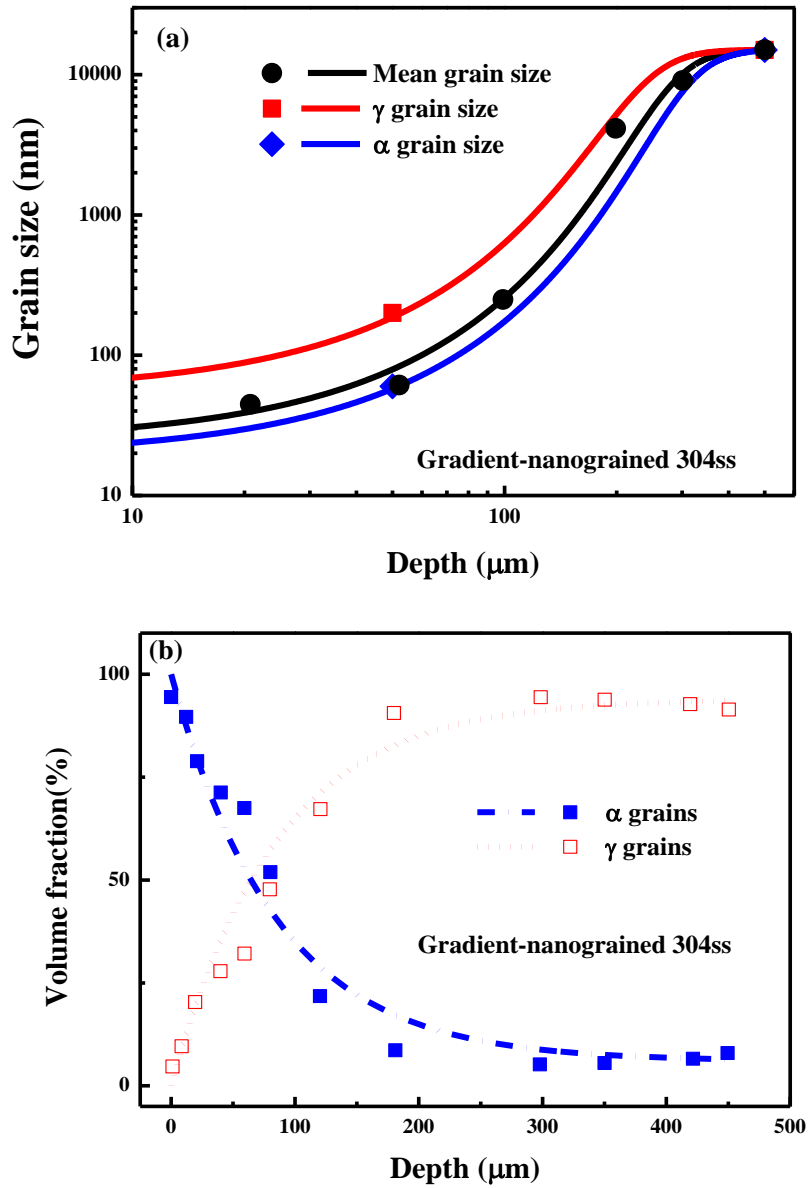 (a)
Mean grain size
γ grain size
α grain size
Grain size (nm)
10000
1000
100
10
Gradient-nanograined 304ss
10
100
Depth (μm)
(b)
Volume fraction(%)
100
50
0
α grains
γ grains
Gradient-nanograined 304ss
0
100
200
300
400
500
Depth (μm)